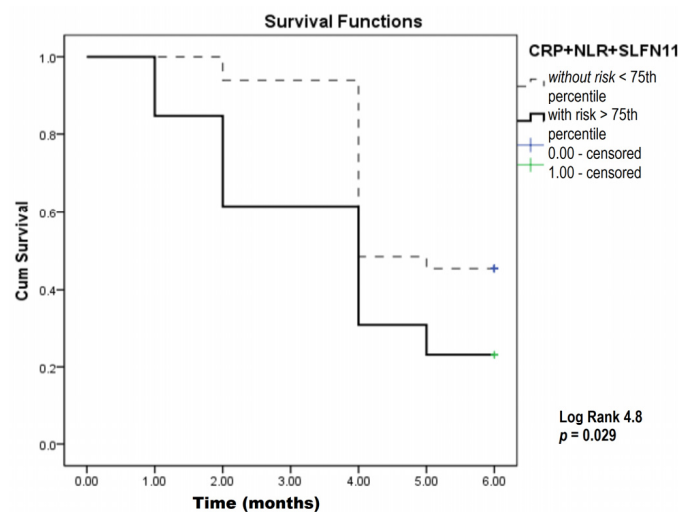 Survival Functions
CRP+NLR+SLFN11
without risk < 75th
percentile
with risk > 75th
percentile
0.00 - censored
1.00 - censored
Cum Survival
1.0
0.8
0.6
0.4
0.2
0.0
Log Rank 4.8
p = 0.029
0.00 1.00 2.00 3.00 4.00 5.00 6.00
Time (months)